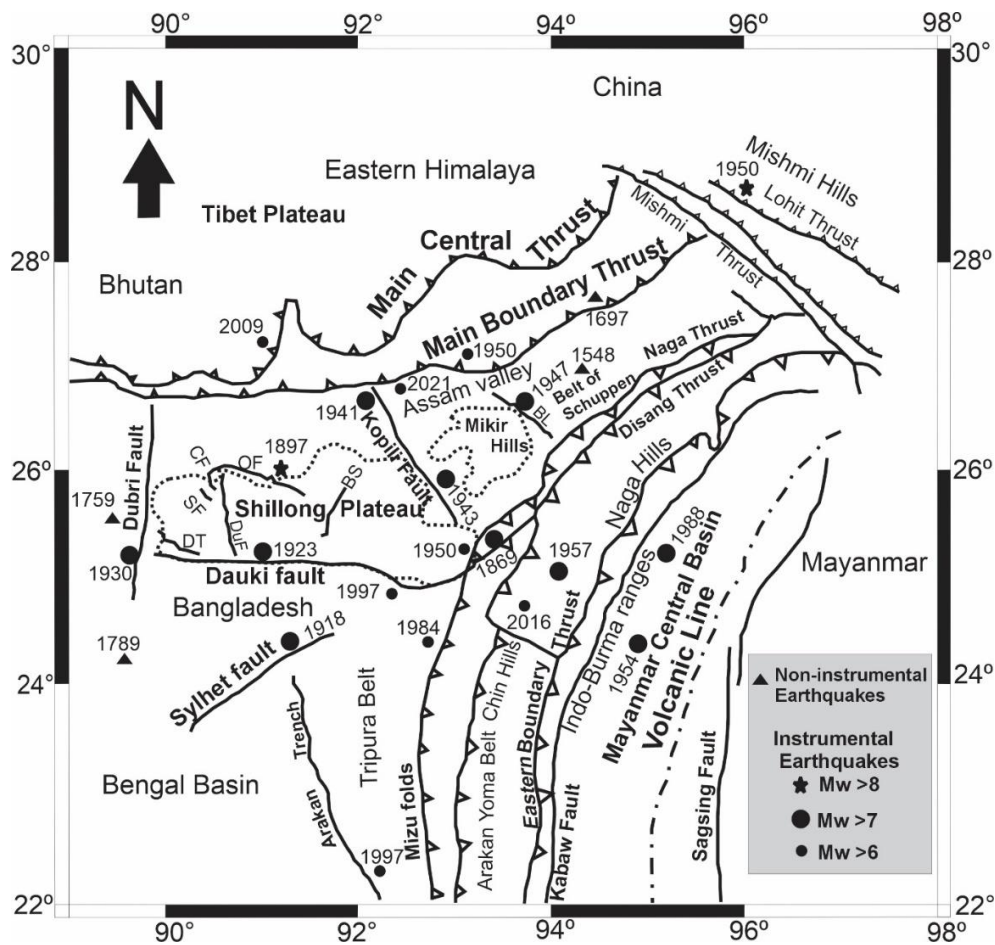 90°
92°
94°
96°
98°
30°
30°
China
N
Mishmi Hills
1950
Eastern Himalaya
Lohit Thrust
Mishmi
Thrust
Tibet Plateau
Main
Central
Thrust
28°
28°
Bhutan
Main Boundary Thrust
1697
2009
1950
Naga Thrust
2021
Assam valley
1548
1947
Belt of
Schuppen
1941
BL
Disang Thrust
Kopili Fault
Mikir
Hills
Dubri Fault
1897
26°
26°
CF
OF
BS
Naga Hills
SF
Shillong Plateau
1943
1759
DuF
DT
1923
1950
1869
1957
1988
1930
Dauki fault
Mayanmar
Bangladesh
1997
2016
Thrust
Indo-Burma ranges
Mayanmar Central Basin
Volcanic Line
1918
1984
1954
1789
Sylhet fault
24°
24°
Non-instrumental
Earthquakes
Instrumental
Earthquakes
Mw >8
Mw >7
Mw >6
Trench
Arakan
Tripura Belt
Mizu folds
Arakan Yoma Belt
Chin Hills
Eastern Boundary
Kabaw Fault
Sagsing Fault
Bengal Basin
1997
22°
22°
90°
92°
94°
96°
98°